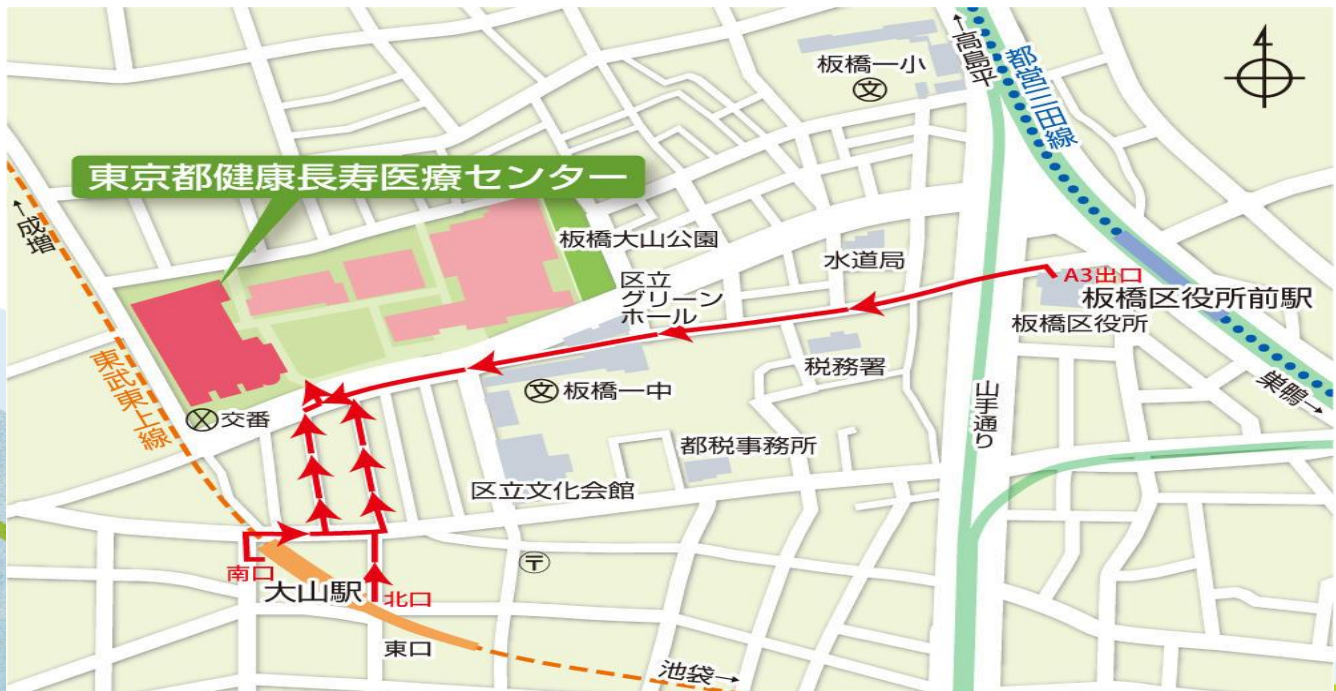 板橋一小
文
↑高島平
都営三田線
東京都健康長寿医療センター
←成増
板橋大山公園
水道局
区立
グリーン
ホール
A3出口
板橋区役所前駅
板橋区役所
東武東上線
税務署
文 板橋一中
山手通り
巣鴨→
交番
都税事務所
区立文化会館
南口
大山駅
北口
〒
東口
池袋→